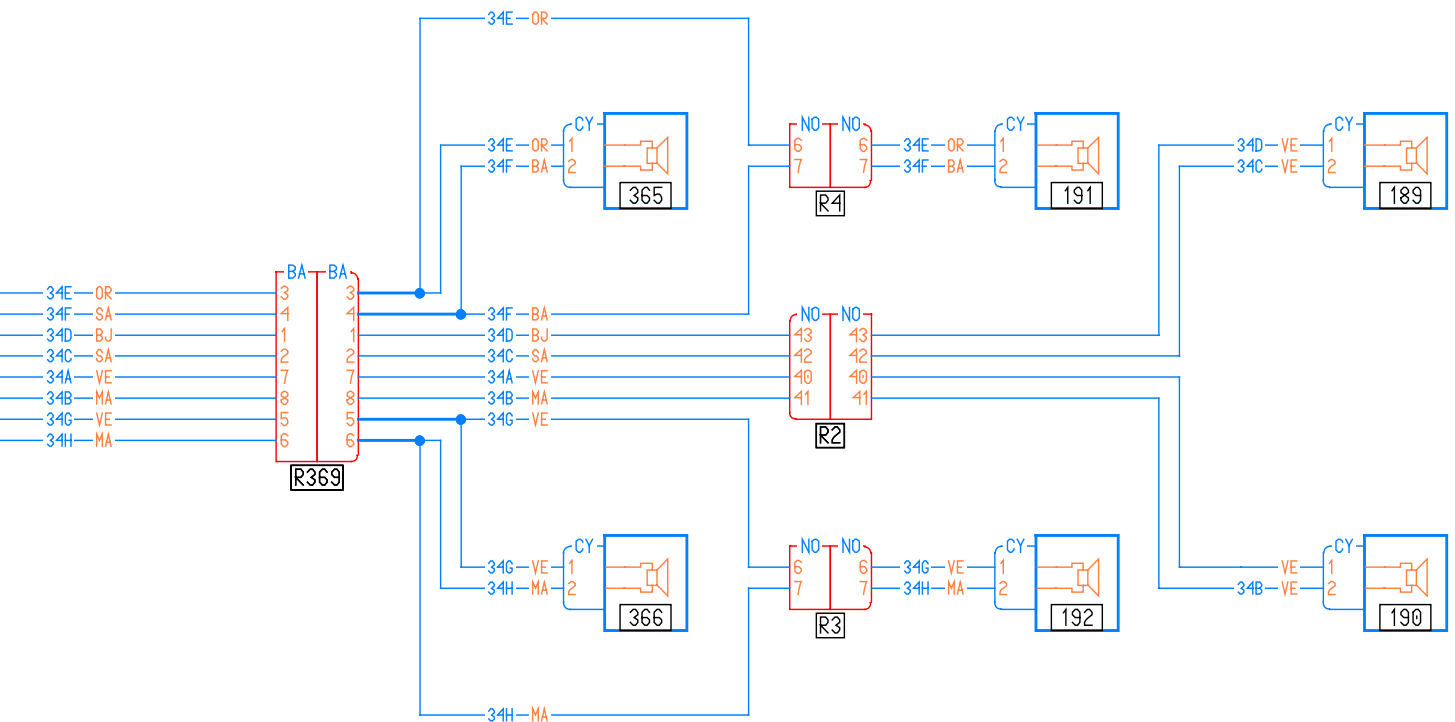 34E OR
CY NO NO CY CY
34E OR 1 6 6 34E OR 1 34D VE 1
34F BA 2 7 7 34F BA 2 34C VE 2
365 R4 191 189
BA BA
34E OR 3 3
34F SA 4 4 34F BA NO NO
34D BJ 1 1 34D BJ 43 43
34C SA 2 2 34C SA 42 42
34A VE 7 7 34A VE 40 40
34B MA 8 8 34B MA 41 41
34G VE 5 5 34G VE
34H MA 6 6 R2
R369
CY NO NO CY CY
34G VE 1 6 6 34G VE 1 VE 1
34H MA 2 7 7 34H MA 2 34B VE 2
366 R3 192 190
34H MA